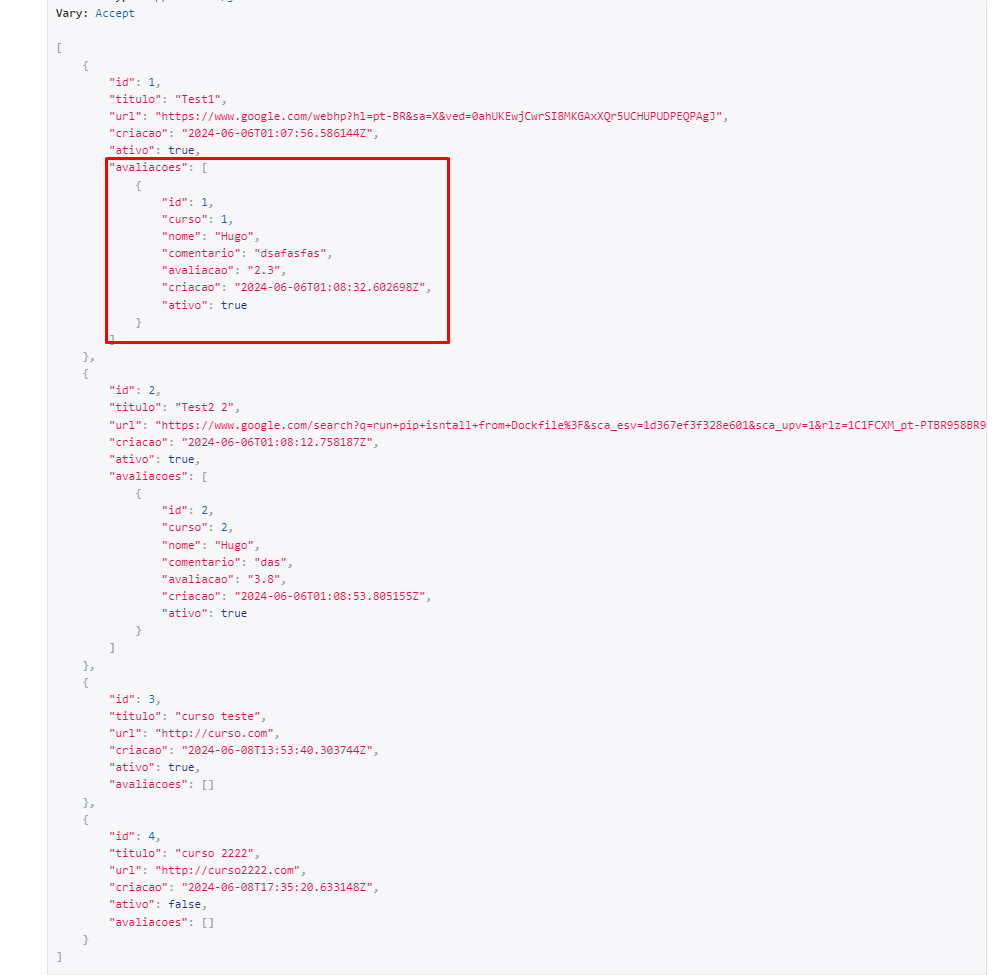 Vary: Accept
[
{
"id": 1,
"titulo": "Test1",
"url": "https://www.google.com/webhp?hl=pt-BR&sa=X&ved=0ahUKEwjCwrSI8MKGAxXQr5UCHUPUDPEQPAgJ",
"criacao": "2024-06-06T01:07:56.586144Z",
"ativo": true,
"avaliacoes": [
{
"id": 1,
"curso": 1,
"nome": "Hugo",
"comentario": "dsafasfas",
"avaliacao": "2.3",
"criacao": "2024-06-06T01:08:32.602698Z",
"ativo": true
}
]
},
{
"id": 2,
"titulo": "Test2 2",
"url": "https://www.google.com/search?q=run+pip+isntall+from+Dockfile%3F&sca_esv=1d367ef3f328e601&sca_upv=1&rlz=1C1FCXM_pt-PTBR958BR9
"criacao": "2024-06-06T01:08:12.758187Z",
"ativo": true,
"avaliacoes": [
{
"id": 2,
"curso": 2,
"nome": "Hugo",
"comentario": "das",
"avaliacao": "3.8",
"criacao": "2024-06-06T01:08:53.805155Z",
"ativo": true
}
]
},
{
"id": 3,
"titulo": "curso teste",
"url": "http://curso.com",
"criacao": "2024-06-08T13:53:40.303744Z",
"ativo": true,
"avaliacoes": []
},
{
"id": 4,
"titulo": "curso 2222",
"url": "http://curso2222.com",
"criacao": "2024-06-08T17:35:20.633148Z",
"ativo": false,
"avaliacoes": []
}
]